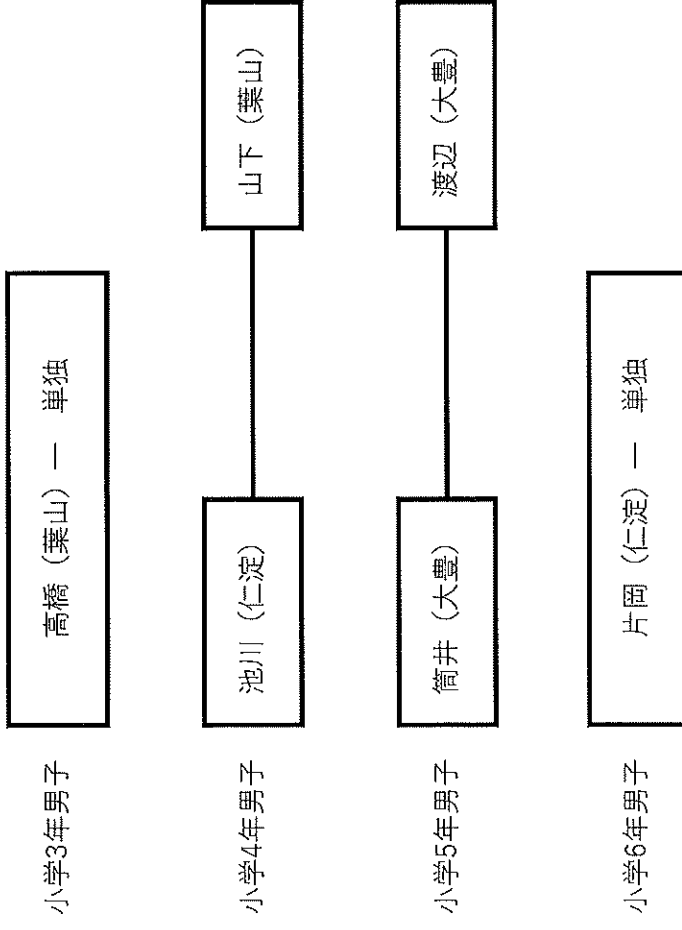 小学3年男子
高橋（葉山）― 単独
小学4年男子
池川（仁淀）
山下（葉山）
小学5年男子
筒井（大豊）
渡辺（大豊）
小学6年男子
片岡（仁淀）― 単独